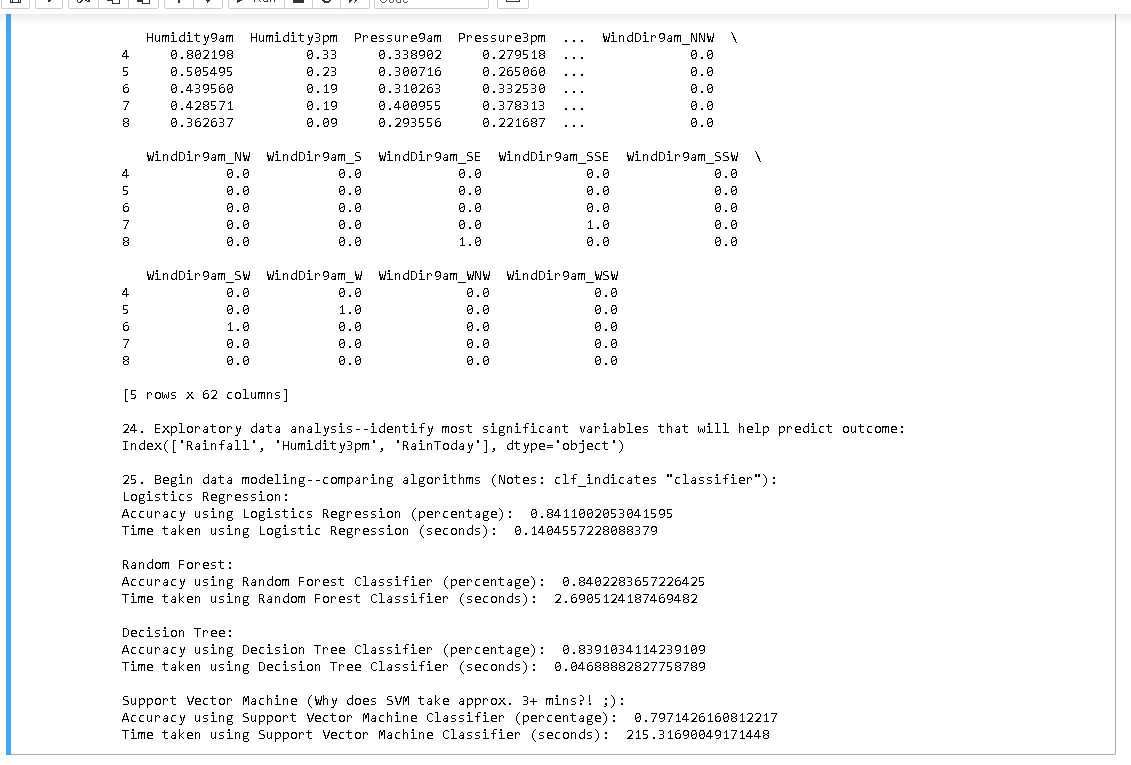 Humidity9am Humidity3pm Pressure9am Pressure3pm ... WindDir9am_NNW \
4 0.802198 0.33 0.338902 0.279518 ... 0.0
5 0.505495 0.23 0.300716 0.265060 ... 0.0
6 0.439560 0.19 0.310263 0.332530 ... 0.0
7 0.428571 0.19 0.400955 0.378313 ... 0.0
8 0.362637 0.09 0.293556 0.221687 ... 0.0
WindDir9am_NW WindDir9am_S WindDir9am_SE WindDir9am_SSE WindDir9am_SSW \
4 0.0 0.0 0.0 0.0 0.0
5 0.0 0.0 0.0 0.0 0.0
6 0.0 0.0 0.0 0.0 0.0
7 0.0 0.0 0.0 1.0 0.0
8 0.0 0.0 1.0 0.0 0.0
WindDir9am_SW WindDir9am_W WindDir9am_WNW WindDir9am_WSW
4 0.0 0.0 0.0 0.0
5 0.0 1.0 0.0 0.0
6 1.0 0.0 0.0 0.0
7 0.0 0.0 0.0 0.0
8 0.0 0.0 0.0 0.0
[5 rows x 62 columns]
24. Exploratory data analysis--identify most significant variables that will help predict outcome:
Index(['Rainfall', 'Humidity3pm', 'RainToday'], dtype='object')
25. Begin data modeling--comparing algorithms (Notes: clf_indicates "classifier"):
Logistics Regression:
Accuracy using Logistics Regression (percentage):  0.8411002053041595
Time taken using Logistic Regression (seconds):  0.1404557228088379
Random Forest:
Accuracy using Random Forest Classifier (percentage):  0.8402283657226425
Time taken using Random Forest Classifier (seconds):  2.6905124187469482
Decision Tree:
Accuracy using Decision Tree Classifier (percentage):  0.8391034114239109
Time taken using Decision Tree Classifier (seconds):  0.04688882827758789
Support Vector Machine (Why does SVM take approx. 3+ mins?! ;):
Accuracy using Support Vector Machine Classifier (percentage):  0.7971426160812217
Time taken using Support Vector Machine Classifier (seconds):  215.31690049171448